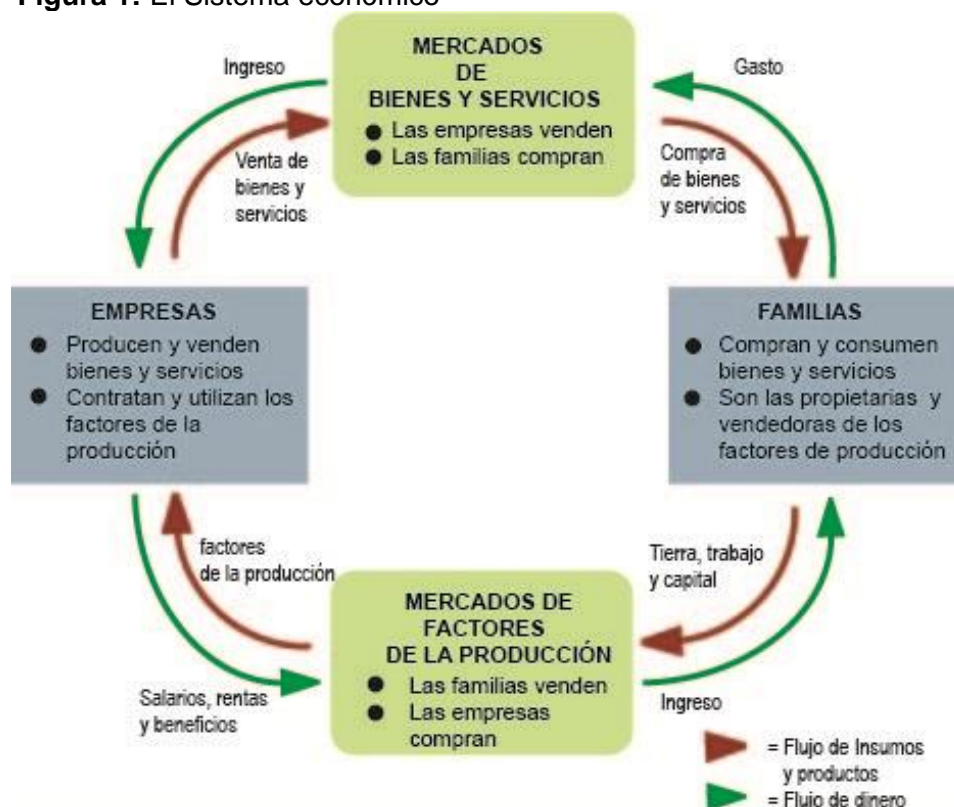 Figura 1: El Sistema económico
MERCADOS
DE
BIENES Y SERVICIOS
● Las empresas venden
● Las familias compran
Ingreso
Gasto
Venta de
bienes y
servicios
Compra
de bienes
y servicios
EMPRESAS
● Producen y venden
bienes y servicios
● Contratan y utilizan los
factores de la
producción
FAMILIAS
● Compran y consumen
bienes y servicios
● Son las propietarias y
vendedoras de los
factores de producción
factores
de la producción
Tierra, trabajo
y capital
MERCADOS DE
FACTORES
DE LA PRODUCCIÓN
● Las familias venden
● Las empresas
compran
Salarios, rentas
y beneficios
Ingreso
= Flujo de Insumos
y productos
= Flujo de dinero